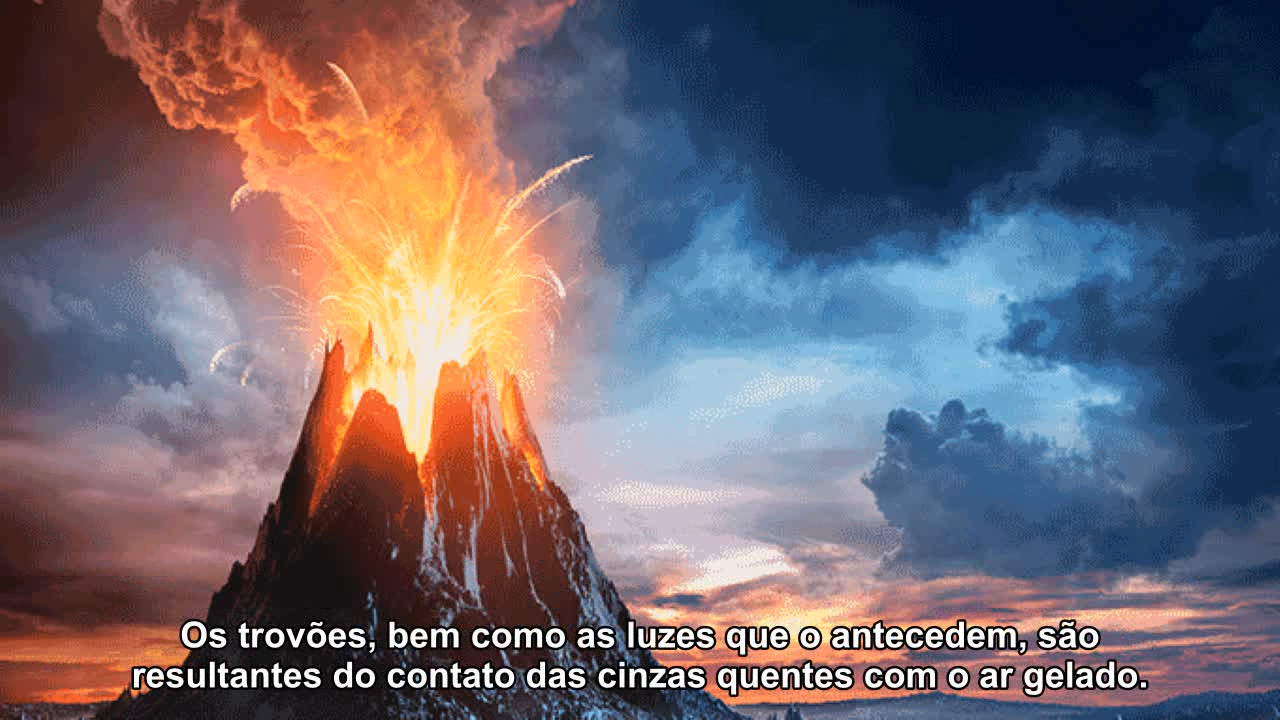 Os trovões, bem como as luzes que o antecedem, são
resultantes do contato das cinzas quentes com o ar gelado.